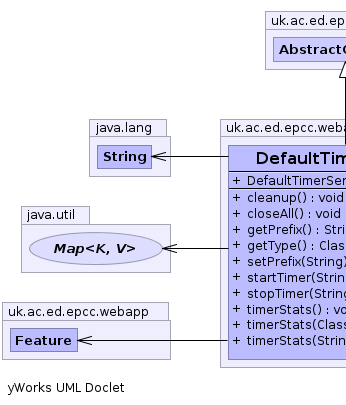 uk.ac.ed.ep
AbstractC
uk.ac.ed.epcc.weba
java.lang
String
DefaultTim
+ DefaultTimerSer
+ cleanup() : void
+ closeAll() : void
+ getPrefix() : Stri
+ getType() : Clas
+ setPrefix(String)
+ startTimer(Strin
+ stopTimer(String
+ timerStats() : vo
+ timerStats(Class
+ timerStats(Strin
java.util
Map<K, V>
uk.ac.ed.epcc.webapp
Feature
yWorks UML Doclet